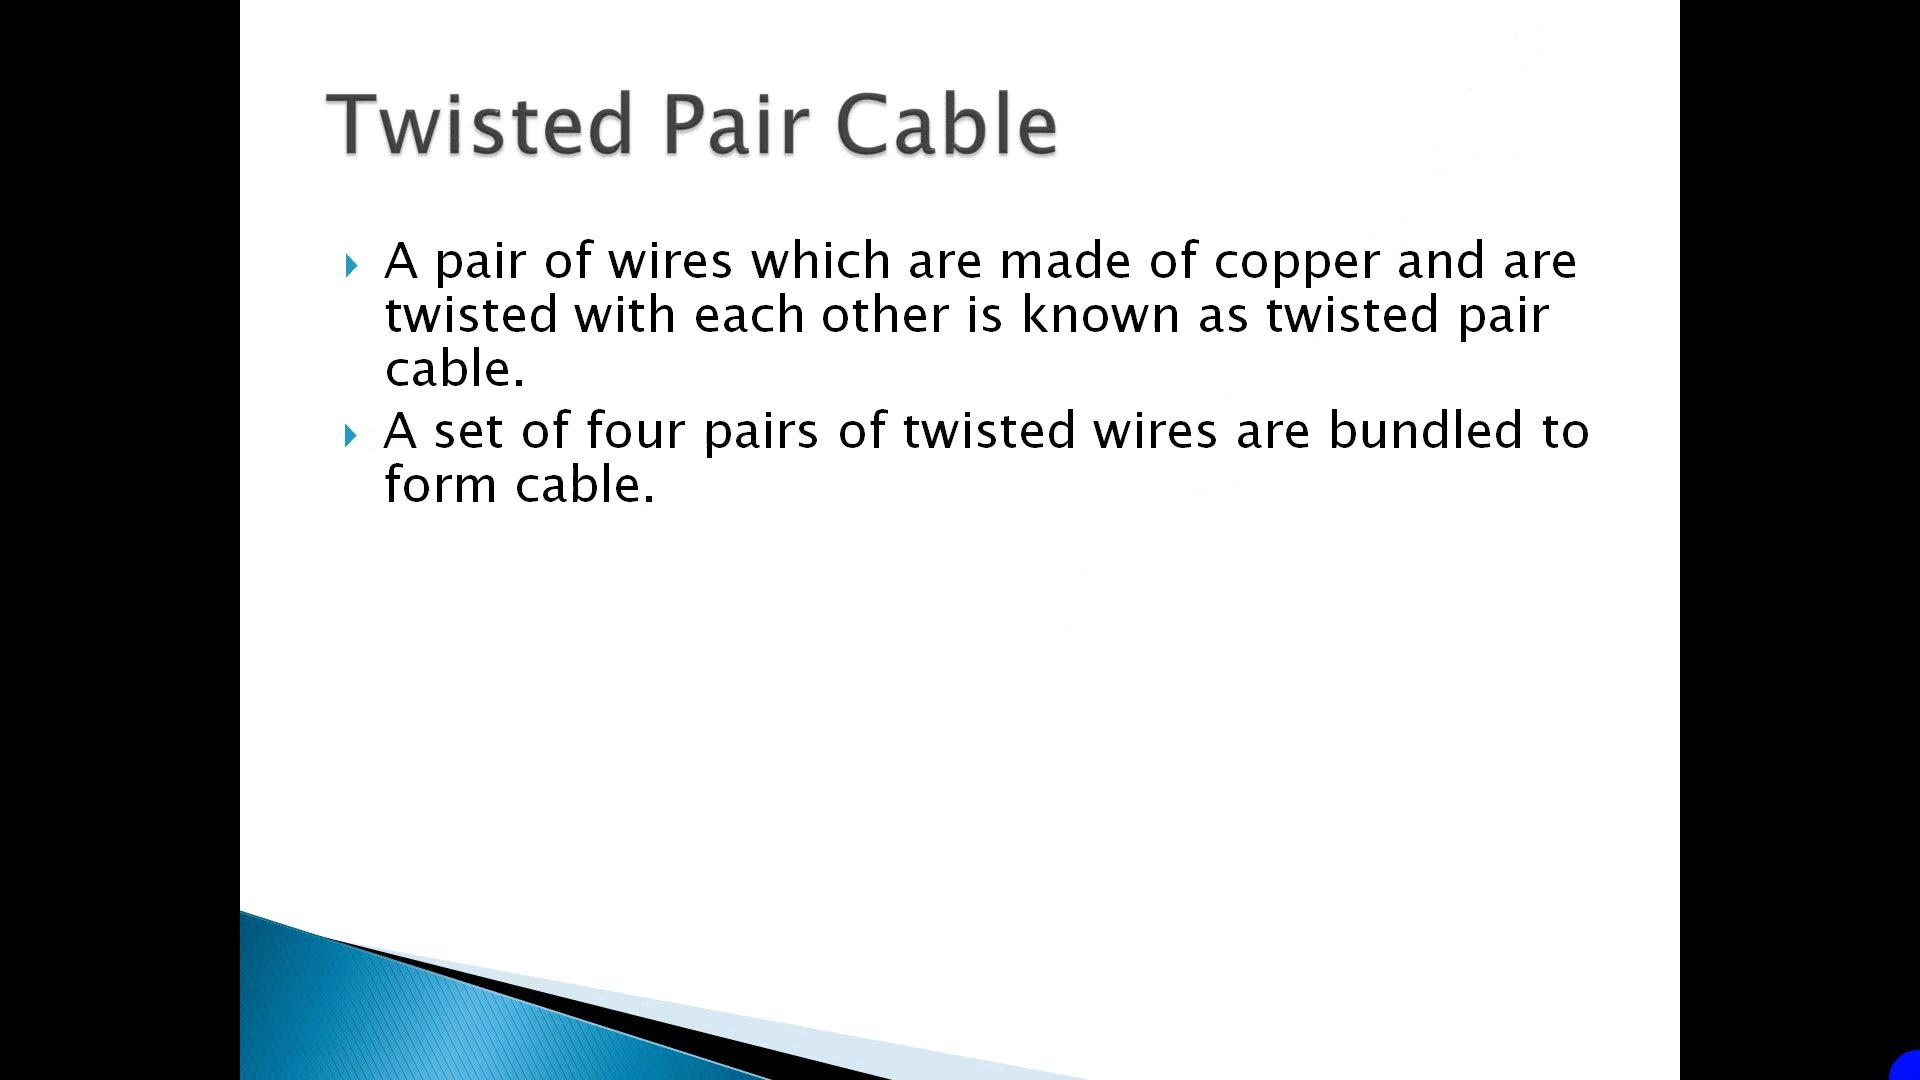 Twisted Pair Cable
A pair of wires which are made of copper and are
twisted with each other is known as twisted pair
cable.
A set of four pairs of twisted wires are bundled to
form cable.